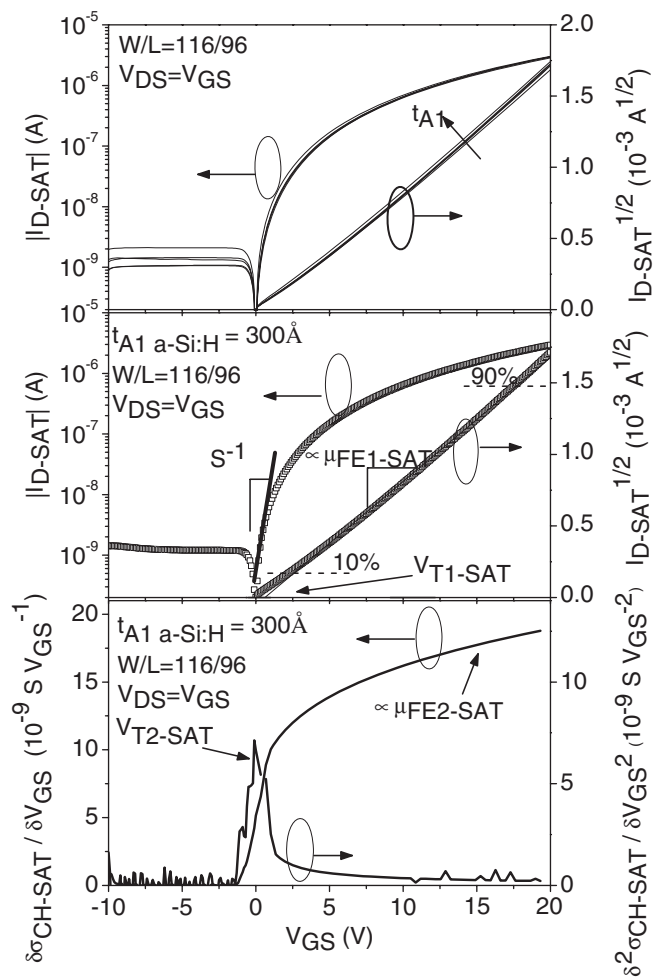 10^-5
10^-6
10^-7
10^-8
10^-9
10^-5
|I_D-SAT| (A)
W/L=116/96
V_DS=V_GS
t_A1
2.0
1.5
1.0
0.5
0.0
I_D-SAT^1/2 (10^-3 A^1/2)
10^-6
10^-7
10^-8
10^-9
|I_D-SAT| (A)
t_A1 a-Si:H = 300Å
W/L=116/96
V_DS=V_GS
S^-1
∝ μ_FE1-SAT
90%
10%
V_T1-SAT
1.5
1.0
0.5
0.0
I_D-SAT^1/2 (10^-3 A^1/2)
20
15
10
5
0
δσ_CH-SAT / δV_GS (10^-9 S V_GS^-1)
t_A1 a-Si:H = 300Å
W/L=116/96
V_DS=V_GS
V_T2-SAT
∝ μ_FE2-SAT
10
5
0
δ^2σ_CH-SAT / δV_GS^2 (10^-9 S V_GS^-2)
-10 -5 0 5 10 15 20
V_GS (V)